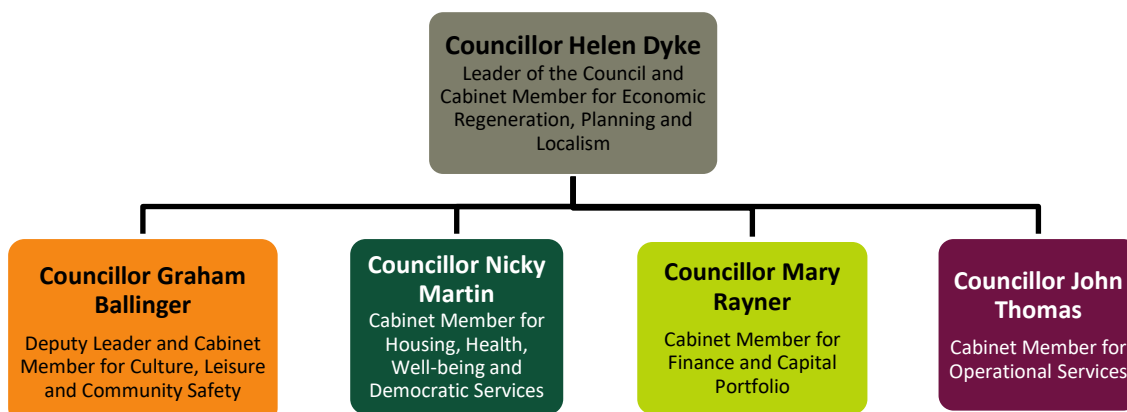 Councillor Helen Dyke
Leader of the Council and
Cabinet Member for Economic
Regeneration, Planning and
Localism
Councillor Graham
Ballinger
Deputy Leader and Cabinet
Member for Culture, Leisure
and Community Safety
Councillor Nicky
Martin
Cabinet Member for
Housing, Health,
Well-being and
Democratic Services
Councillor Mary
Rayner
Cabinet Member for
Finance and Capital
Portfolio
Councillor John
Thomas
Cabinet Member for
Operational Services